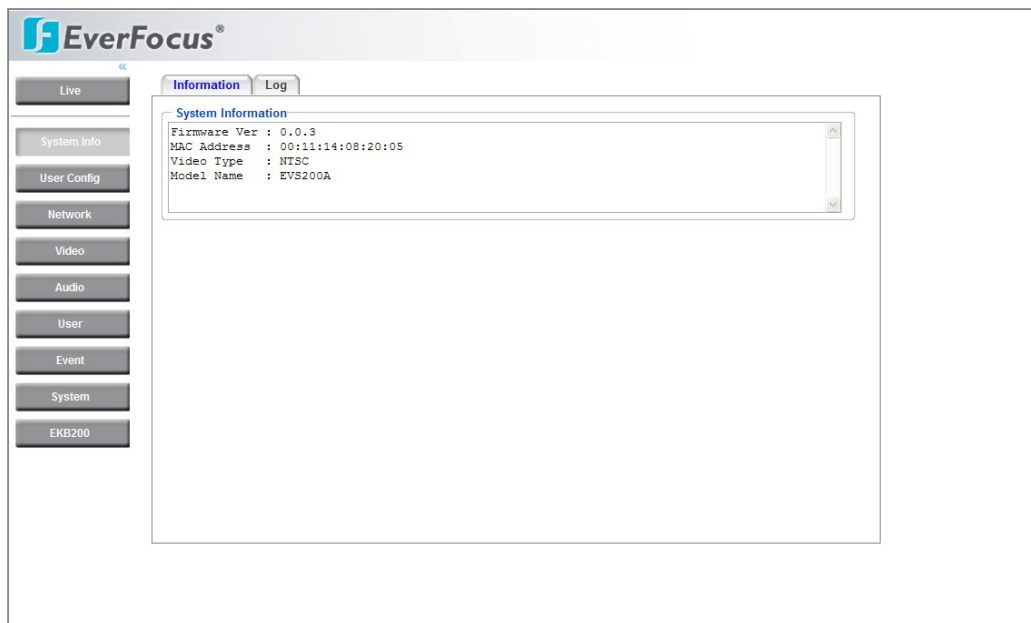 EverFocus®
«
Live
System Info
User Config
Network
Video
Audio
User
Event
System
EKB200
Information
Log
System Information
Firmware Ver : 0.0.3
MAC Address : 00:11:14:08:20:05
Video Type : NTSC
Model Name : EVS200A